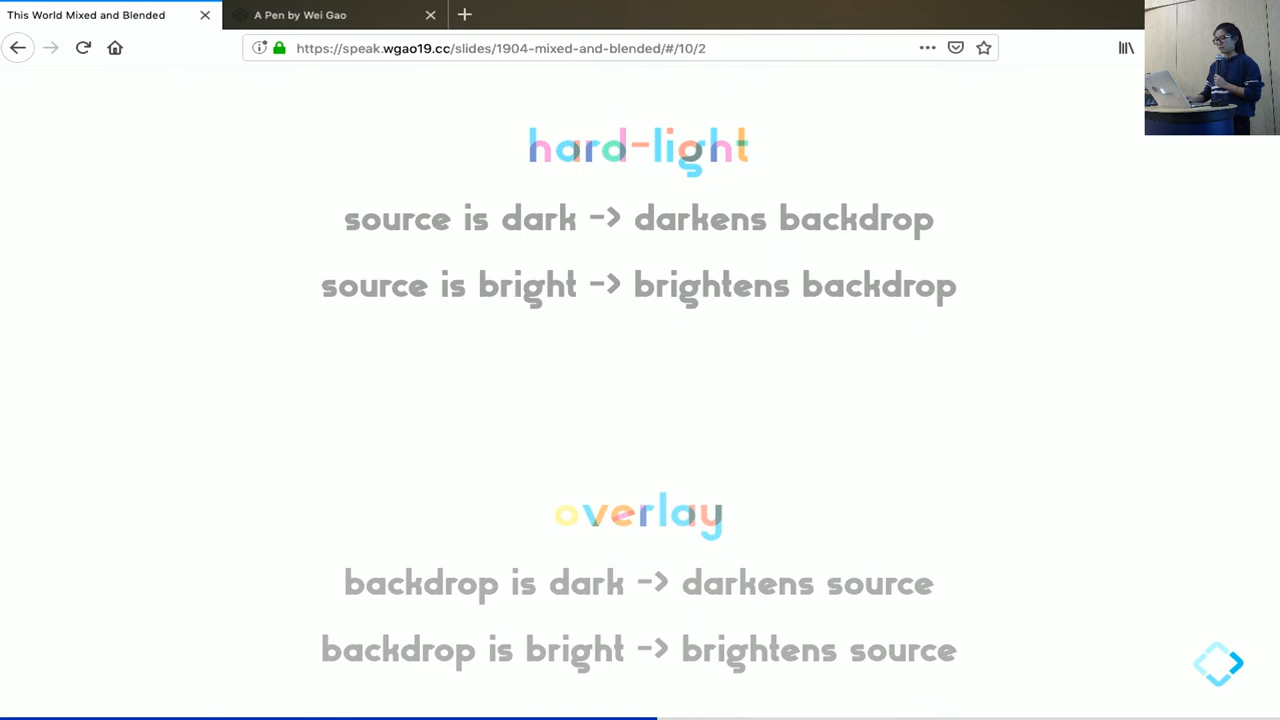 This World Mixed and Blended
A Pen by Wei Gao
https://speak.wgao19.cc/slides/1904-mixed-and-blended/#/10/2
hard-light
source is dark -> darkens backdrop
source is bright -> brightens backdrop
overlay
backdrop is dark -> darkens source
backdrop is bright -> brightens source